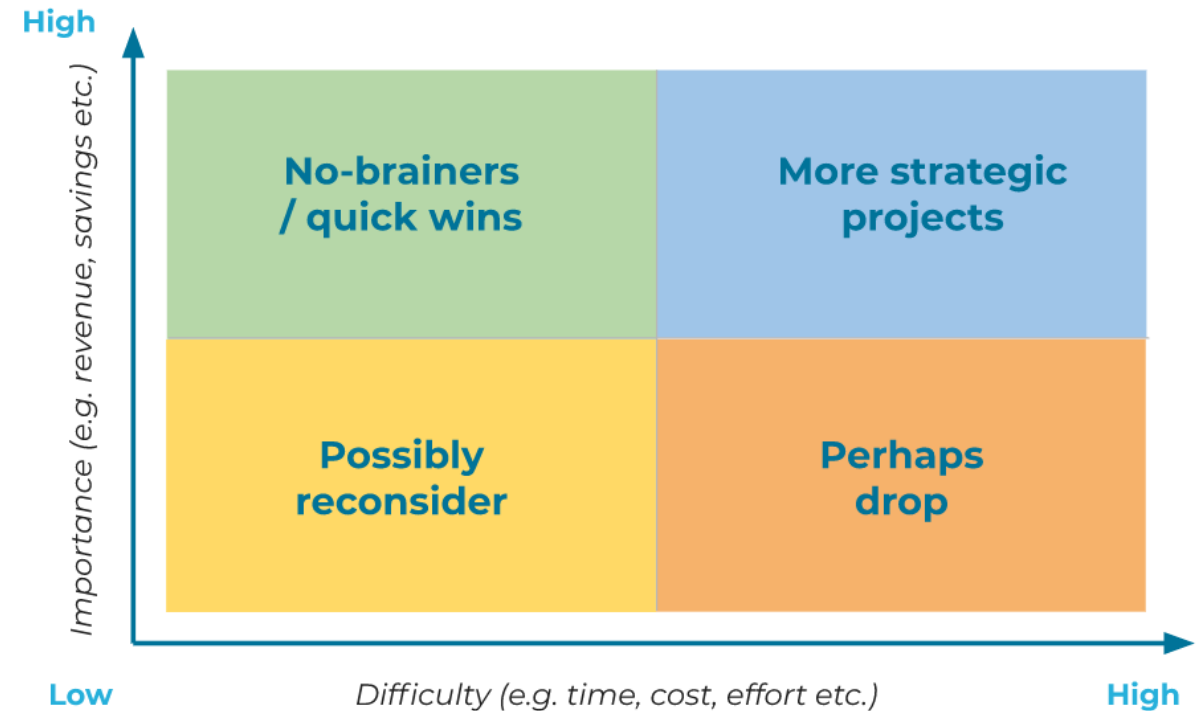 High
Importance (e.g. revenue, savings etc.)
No-brainers
/ quick wins
More strategic
projects
Possibly
reconsider
Perhaps
drop
Low
Difficulty (e.g. time, cost, effort etc.)
High